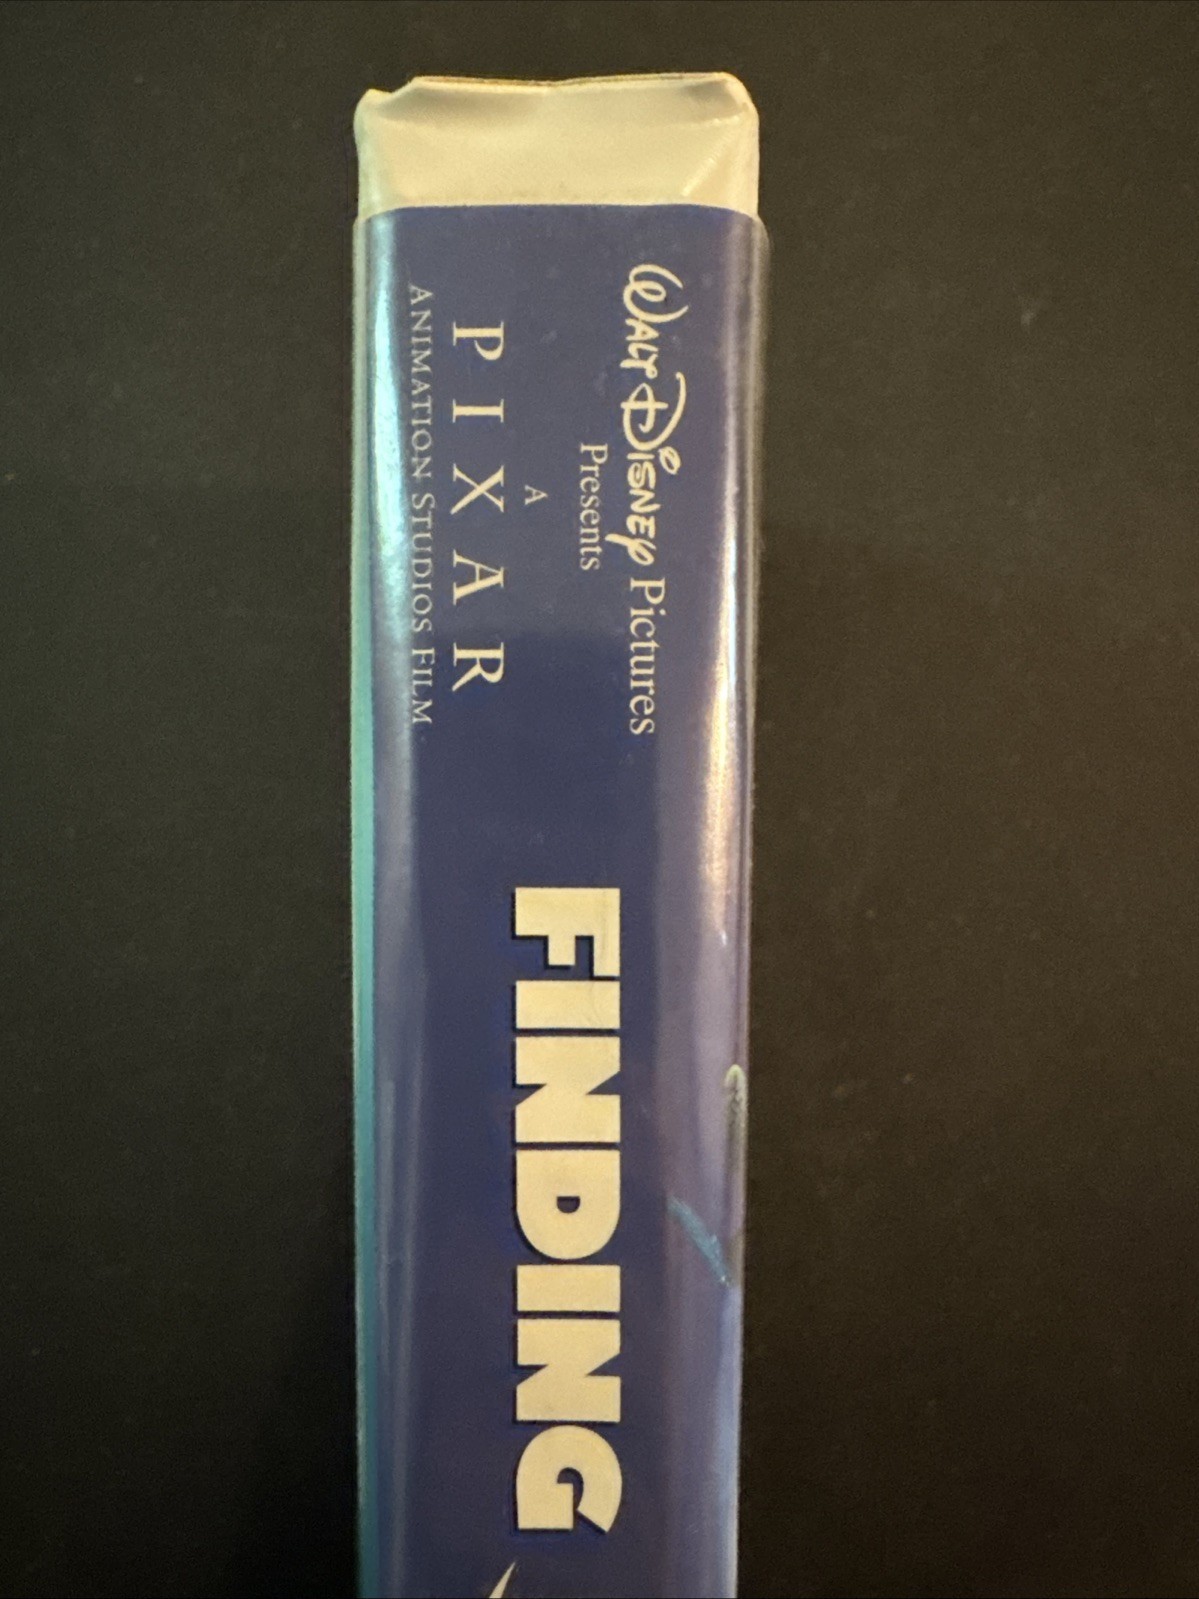 Walt Disney Pictures
Presents
A
PIXAR
ANIMATION STUDIOS FILM
FINDING